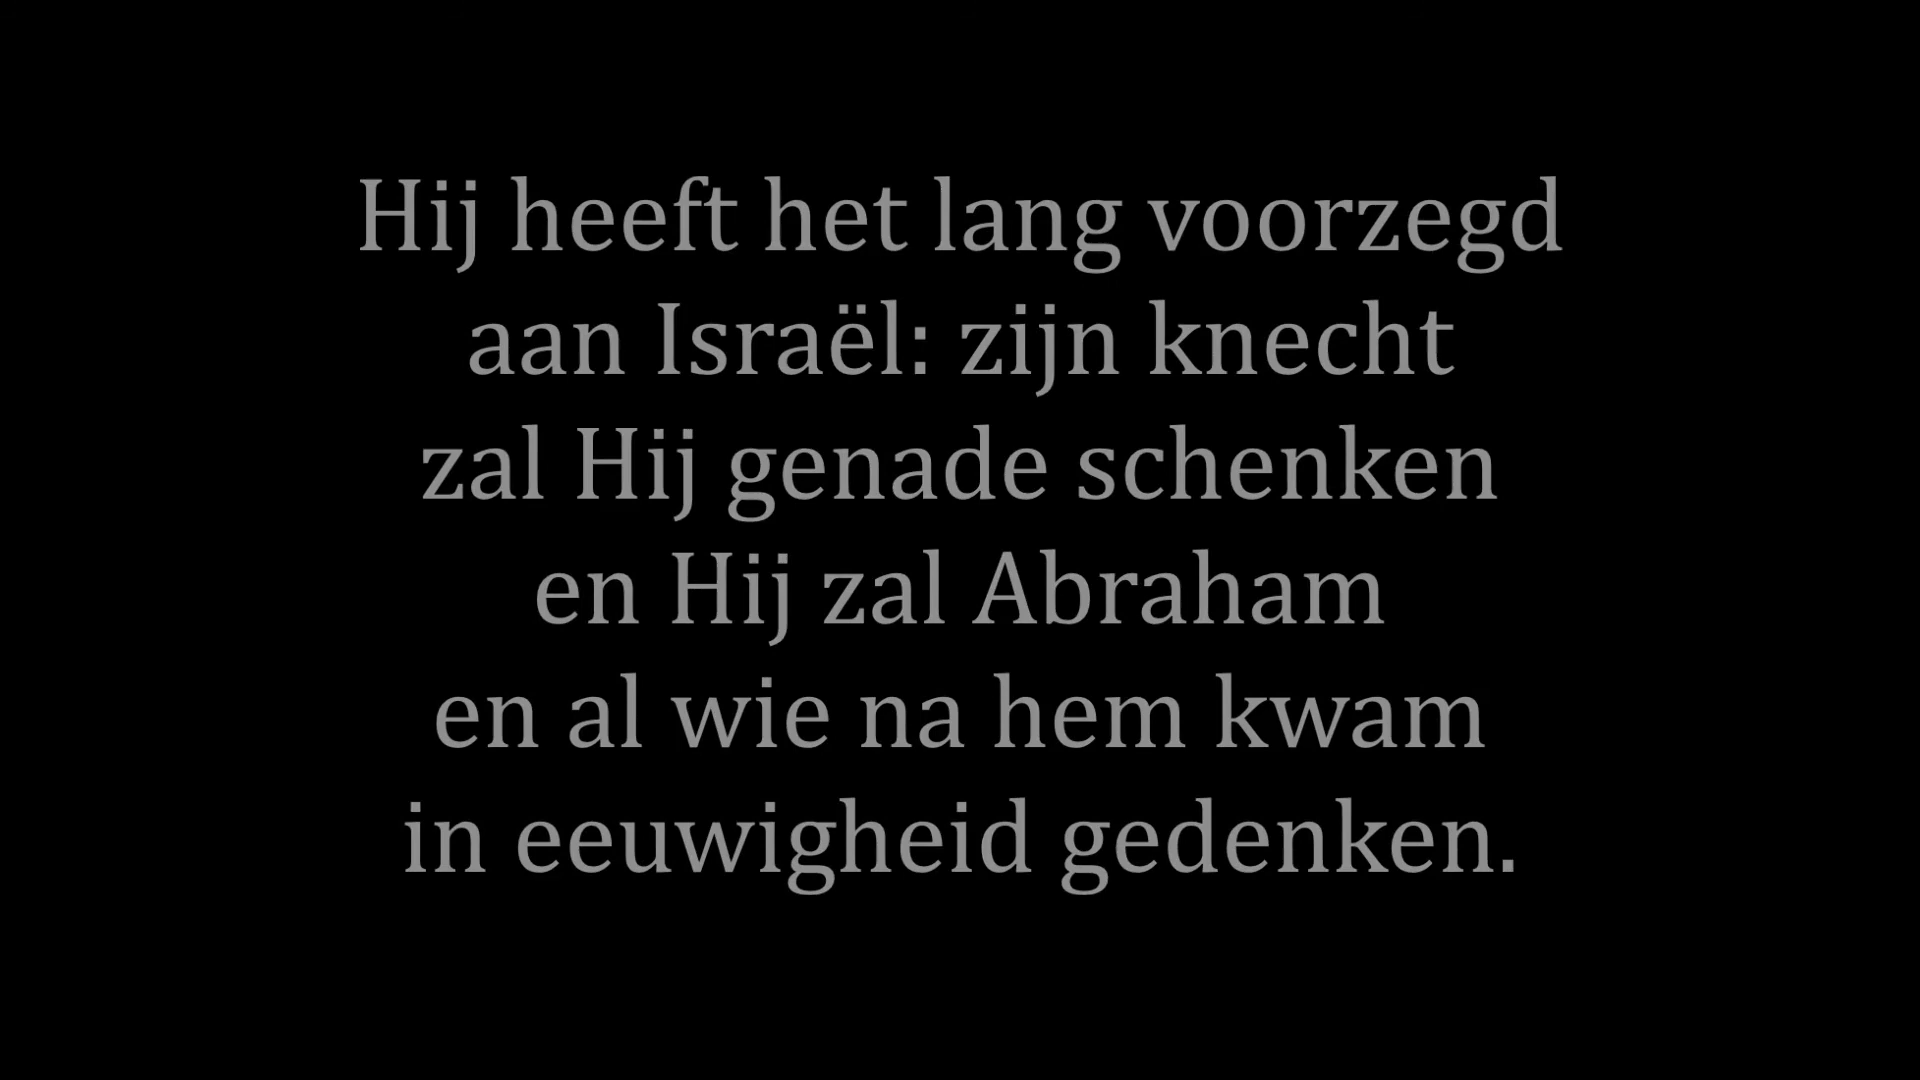 Hij heeft het lang voorzegd
aan Israël: zijn knecht
zal Hij genade schenken
en Hij zal Abraham
en al wie na hem kwam
in eeuwigheid gedenken.